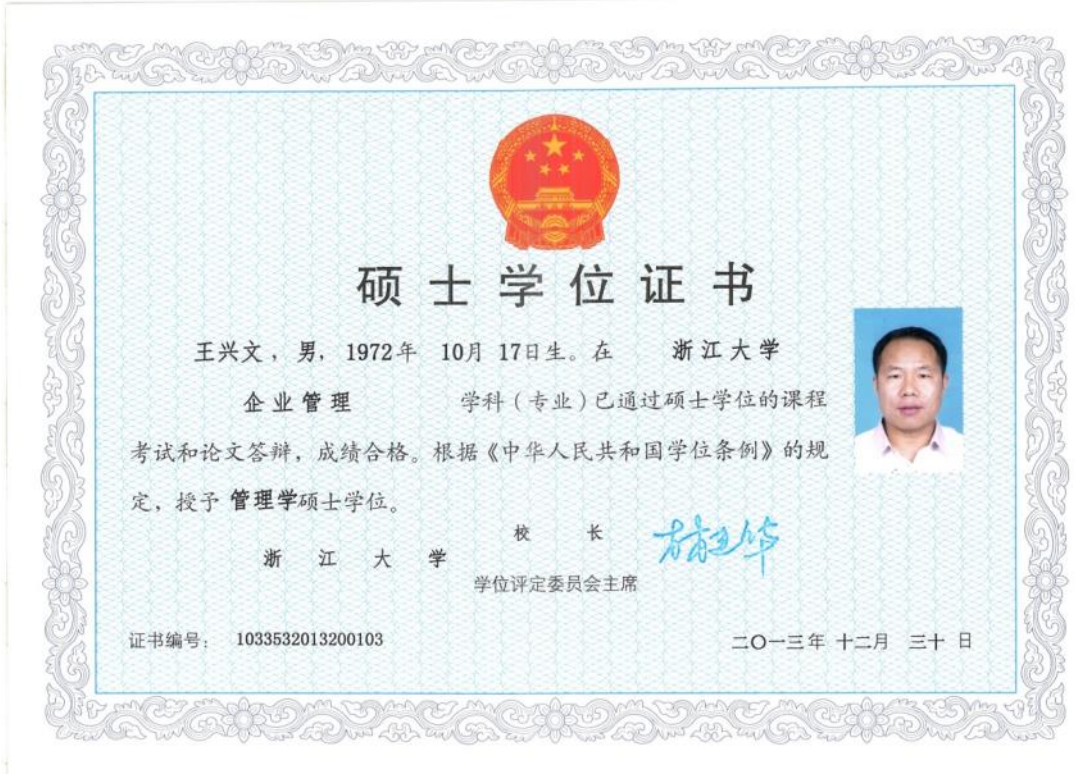 硕士学位证书
王兴文，男，1972年 10月 17日生。在 浙江大学
企业管理 学科（专业）已通过硕士学位的课程
考试和论文答辩，成绩合格。根据《中华人民共和国学位条例》的规
定，授予 管理学硕士学位。
校 长
浙 江 大 学
学位评定委员会主席
证书编号： 1033532013200103
二〇一三年 十二月 三十 日